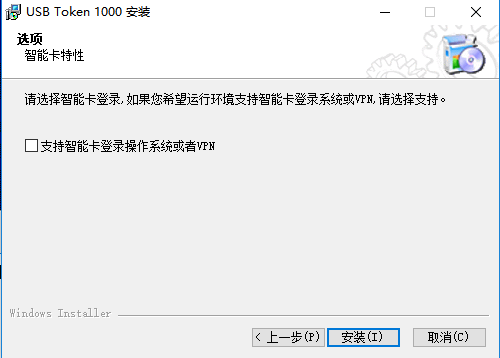 USB Token 1000 安装
选项
智能卡特性
请选择智能卡登录,如果您希望运行环境支持智能卡登录系统或VPN,请选择支持。
支持智能卡登录操作系统或者VPN
Windows Installer
< 上一步(P)
安装(I)
取消(C)